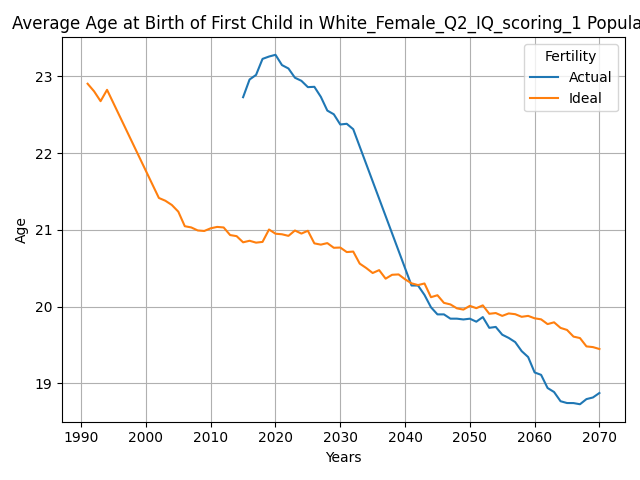 Average Age at Birth of First Child in White_Female_Q2_IQ_scoring_1 Popula
Fertility
Actual
Ideal
23
22
21
20
19
Age
1990 2000 2010 2020 2030 2040 2050 2060 2070
Years